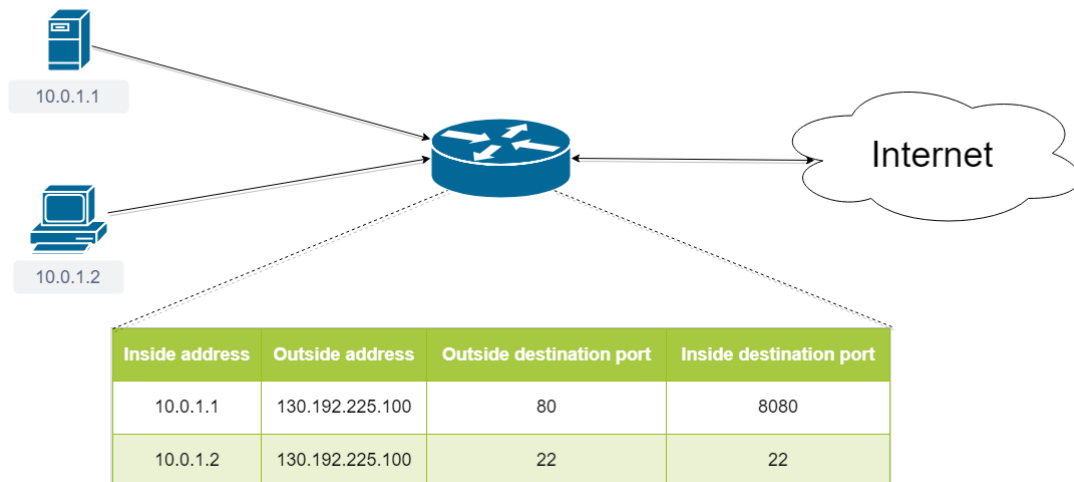 10.0.1.1
Internet
10.0.1.2
Inside address Outside address Outside destination port Inside destination port
10.0.1.1 130.192.225.100 80 8080
10.0.1.2 130.192.225.100 22 22